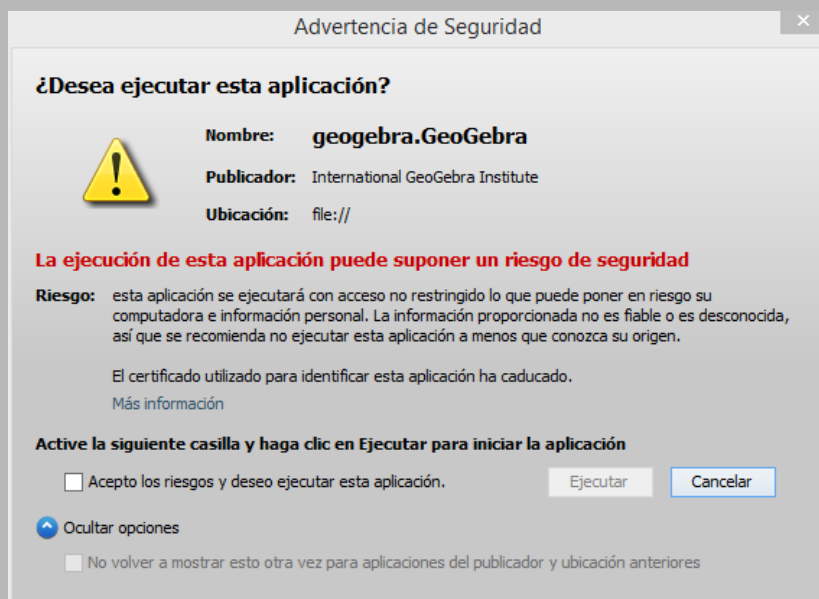 Advertencia de Seguridad
¿Desea ejecutar esta aplicación?
Nombre: geogebra.GeoGebra
Publicador: International GeoGebra Institute
Ubicación: file://
La ejecución de esta aplicación puede suponer un riesgo de seguridad
Riesgo: esta aplicación se ejecutará con acceso no restringido lo que puede poner en riesgo su
computadora e información personal. La información proporcionada no es fiable o es desconocida,
así que se recomienda no ejecutar esta aplicación a menos que conozca su origen.
El certificado utilizado para identificar esta aplicación ha caducado.
Más información
Active la siguiente casilla y haga clic en Ejecutar para iniciar la aplicación
Acepto los riesgos y deseo ejecutar esta aplicación. Ejecutar Cancelar
Ocultar opciones
No volver a mostrar esto otra vez para aplicaciones del publicador y ubicación anteriores